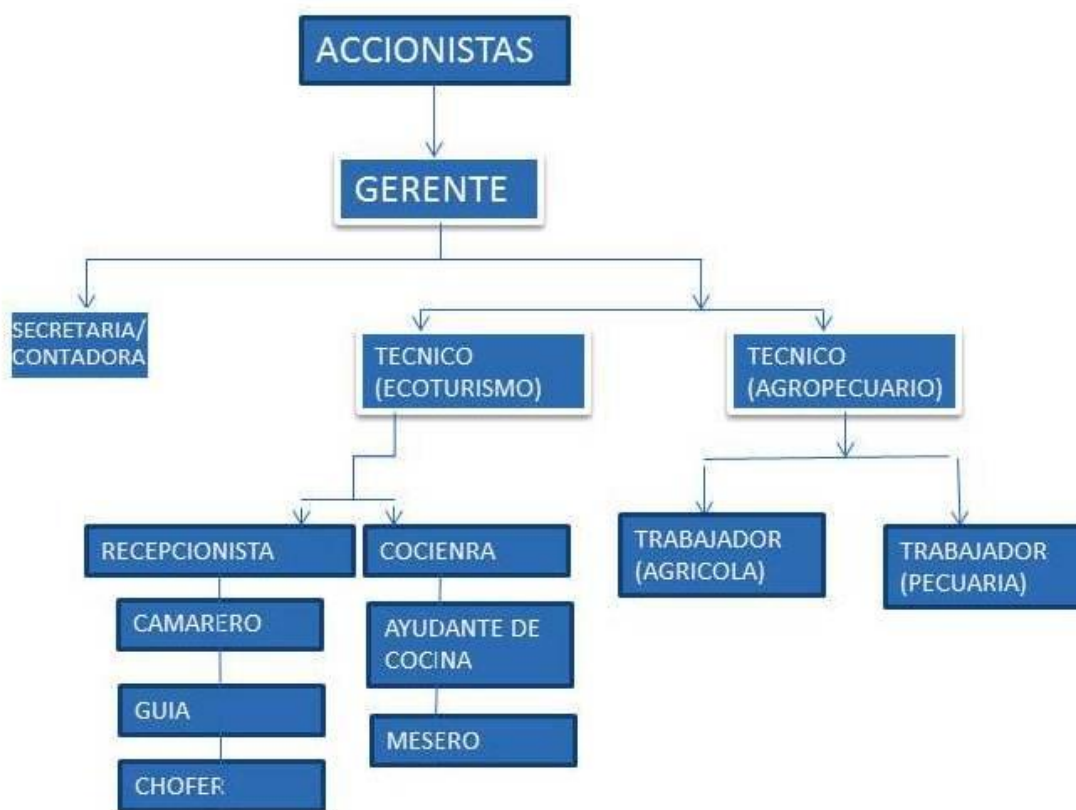 ACCIONISTAS
GERENTE
SECRETARIA/
CONTADORA
TECNICO
(ECOTURISMO)
TECNICO
(AGROPECUARIO)
RECEPCIONISTA
COCIENRA
TRABAJADOR
(AGRICOLA)
TRABAJADOR
(PECUARIA)
CAMARERO
AYUDANTE DE
COCINA
GUIA
MESERO
CHOFER